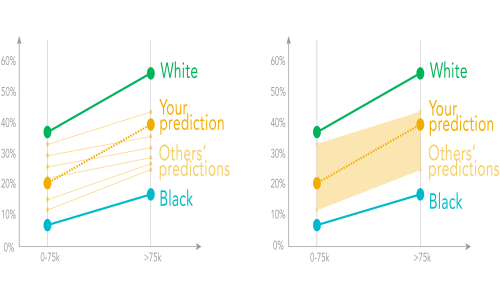 60%
50%
40%
30%
20%
10%
0%
White
Your
prediction
Others'
predictions
Black
0-75k
>75k
60%
50%
40%
30%
20%
10%
0%
White
Your
prediction
Others'
predictions
Black
0-75k
>75k